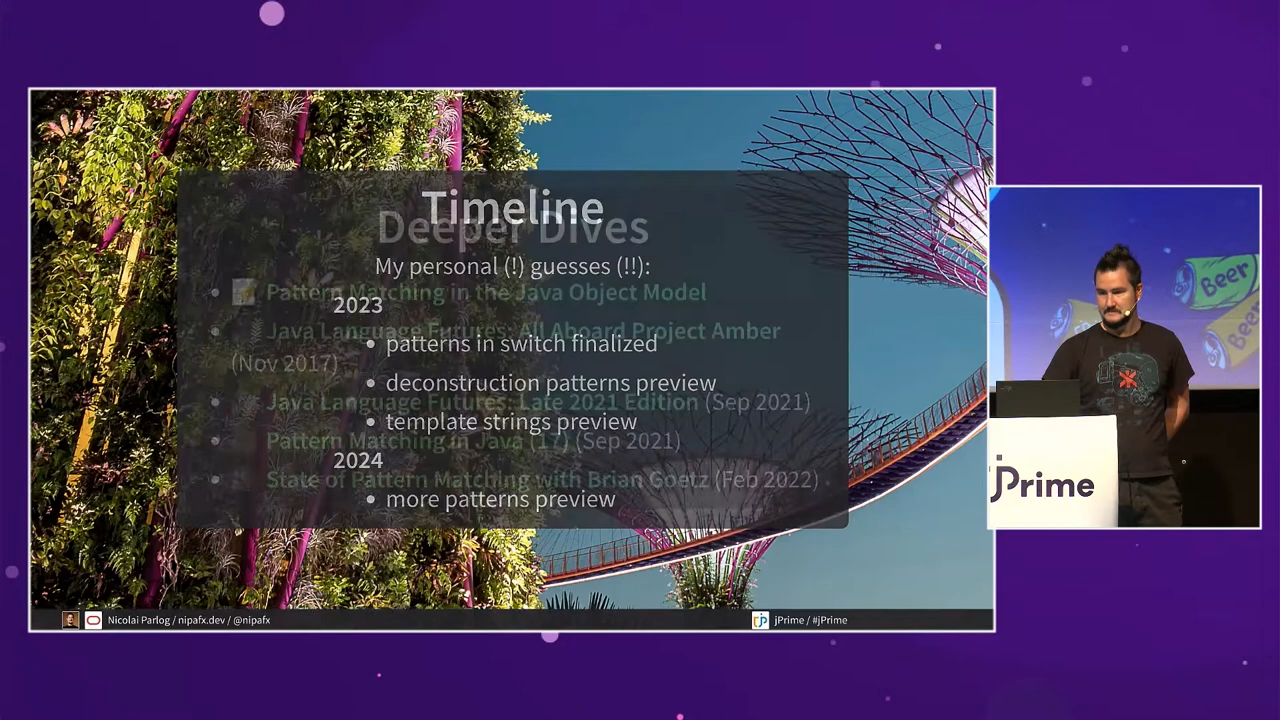 Timeline
Deeper Dives
My personal (!) guesses (!!):
Pattern Matching in the Java Object Model
2023
Java Language Futures: All Aboard Project Amber
patterns in switch finalized
(Nov 2017)
deconstruction patterns preview
Java Language Futures: Late 2021 Edition (Sep 2021)
template strings preview
Pattern Matching in Java (17) (Sep 2021)
2024
State of Pattern Matching with Brian Goetz (Feb 2022)
more patterns preview
Nicolai Parlog / nipafx.dev / @nipafx
jPrime / #jPrime
Beer
Beer
jPrime